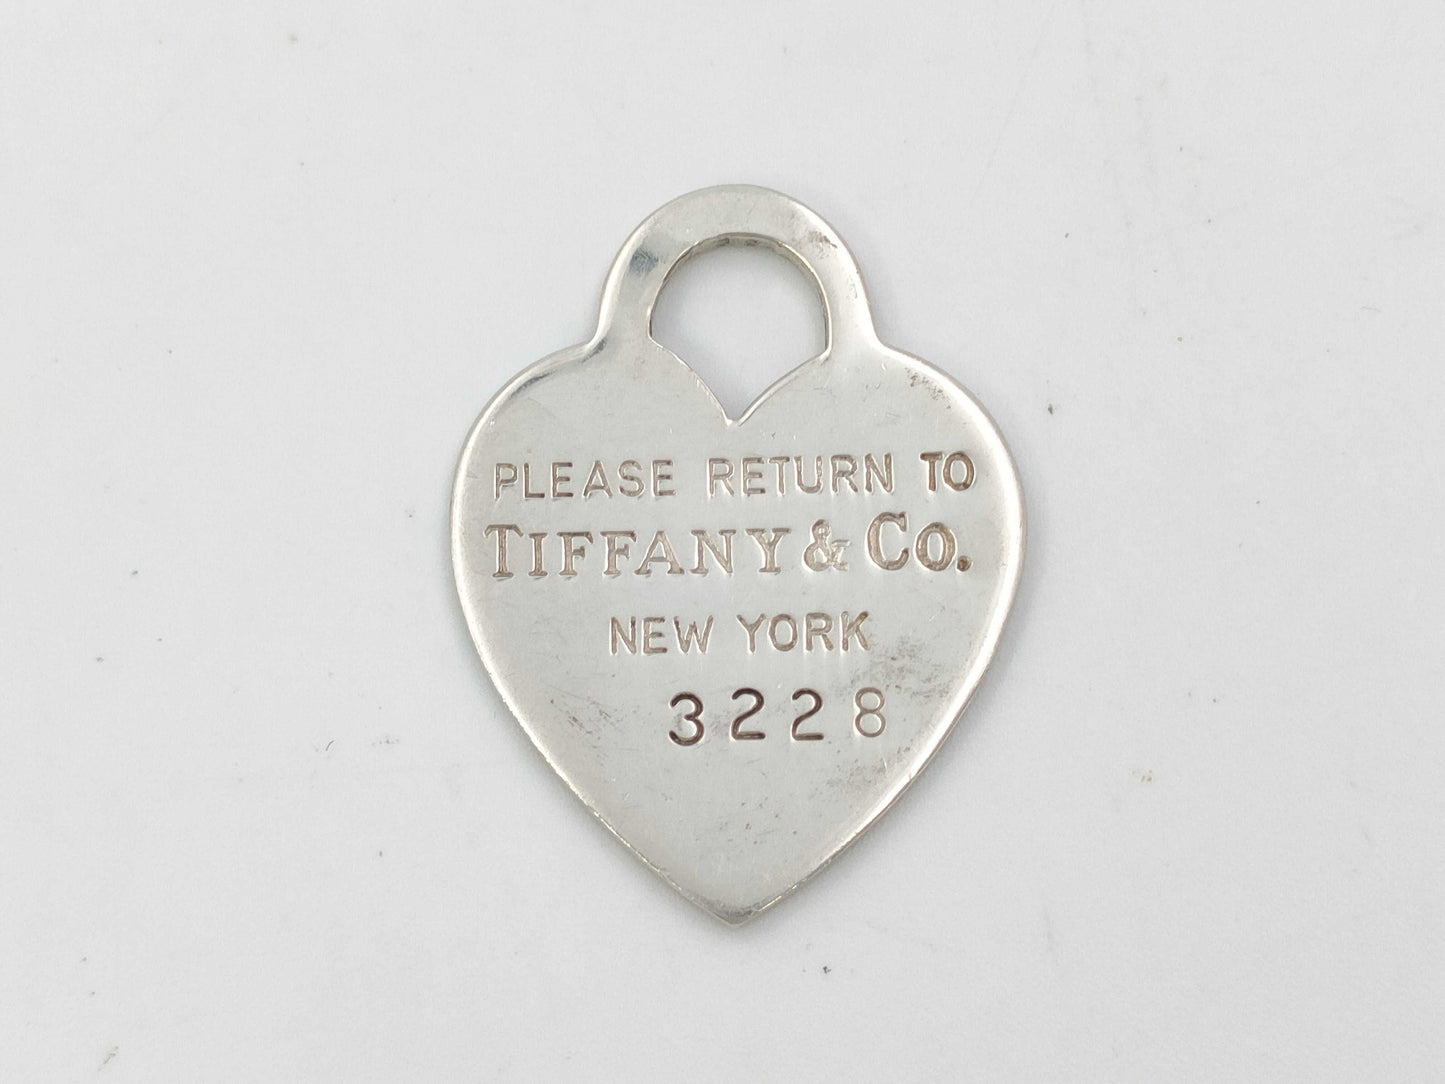 PLEASE RETURN TO
TIFFANY & CO.
NEW YORK
3228